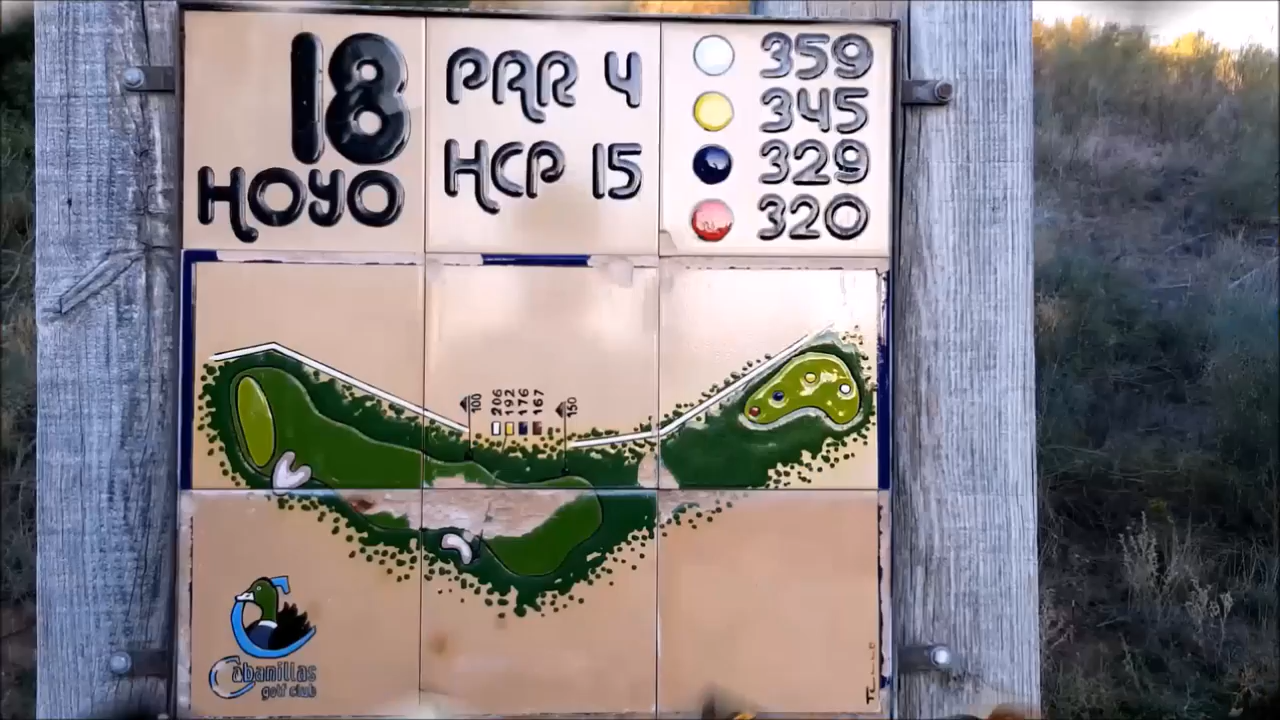 18
HOYO
PAR 4
HCP 15
359
345
329
320
100
206
192
176
167
150
Cabanillas
golf club